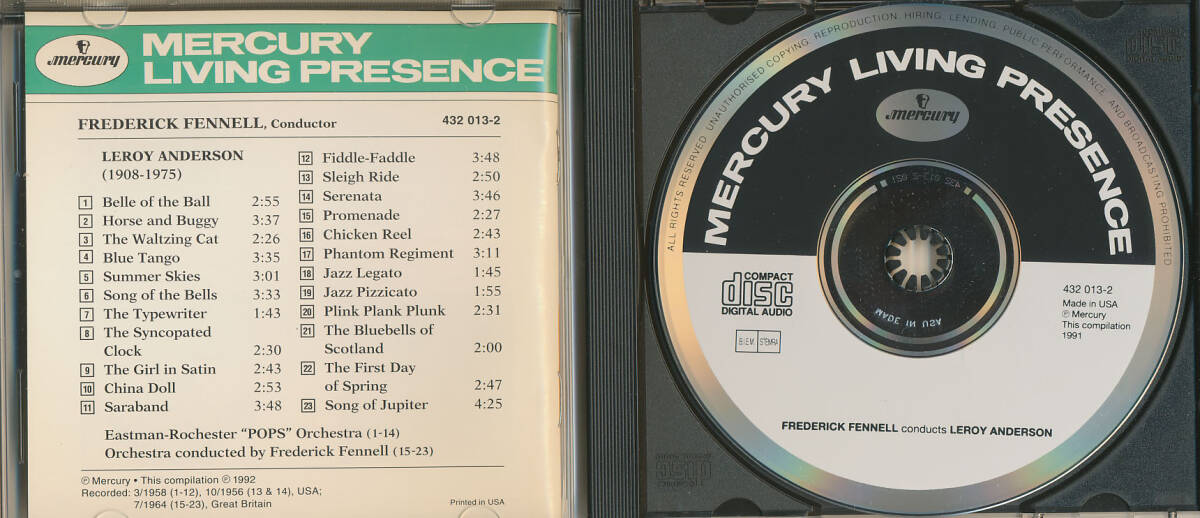 mercury
MERCURY
LIVING PRESENCE
FREDERICK FENNELL, Conductor 432 013-2
LEROY ANDERSON
(1908-1975)
1 Belle of the Ball 2:55
2 Horse and Buggy 3:37
3 The Waltzing Cat 2:26
4 Blue Tango 3:35
5 Summer Skies 3:01
6 Song of the Bells 3:33
7 The Typewriter 1:43
8 The Syncopated
Clock 2:30
9 The Girl in Satin 2:43
10 China Doll 2:53
11 Saraband 3:48
12 Fiddle-Faddle 3:48
13 Sleigh Ride 2:50
14 Serenata 3:46
15 Promenade 2:27
16 Chicken Reel 2:43
17 Phantom Regiment 3:11
18 Jazz Legato 1:45
19 Jazz Pizzicato 1:55
20 Plink Plank Plunk 2:31
21 The Bluebells of
Scotland 2:00
22 The First Day
of Spring 2:47
23 Song of Jupiter 4:25
Eastman-Rochester "POPS" Orchestra (1-14)
Orchestra conducted by Frederick Fennell (15-23)
℗ Mercury • This compilation ℗ 1992
Recorded: 3/1958 (1-12), 10/1956 (13 & 14), USA;
7/1964 (15-23), Great Britain
Printed in USA
ALL RIGHTS RESERVED. UNAUTHORISED COPYING, REPRODUCTION, HIRING, LENDING, PUBLIC PERFORMANCE AND BROADCASTING PROHIBITED
MERCURY LIVING PRESENCE
mercury
COMPACT
disc
DIGITAL AUDIO
B.I.E.M. STEMRA
MADE IN USA
432 013-2
Made in USA
℗ Mercury
This compilation
1991
FREDERICK FENNELL conducts LEROY ANDERSON